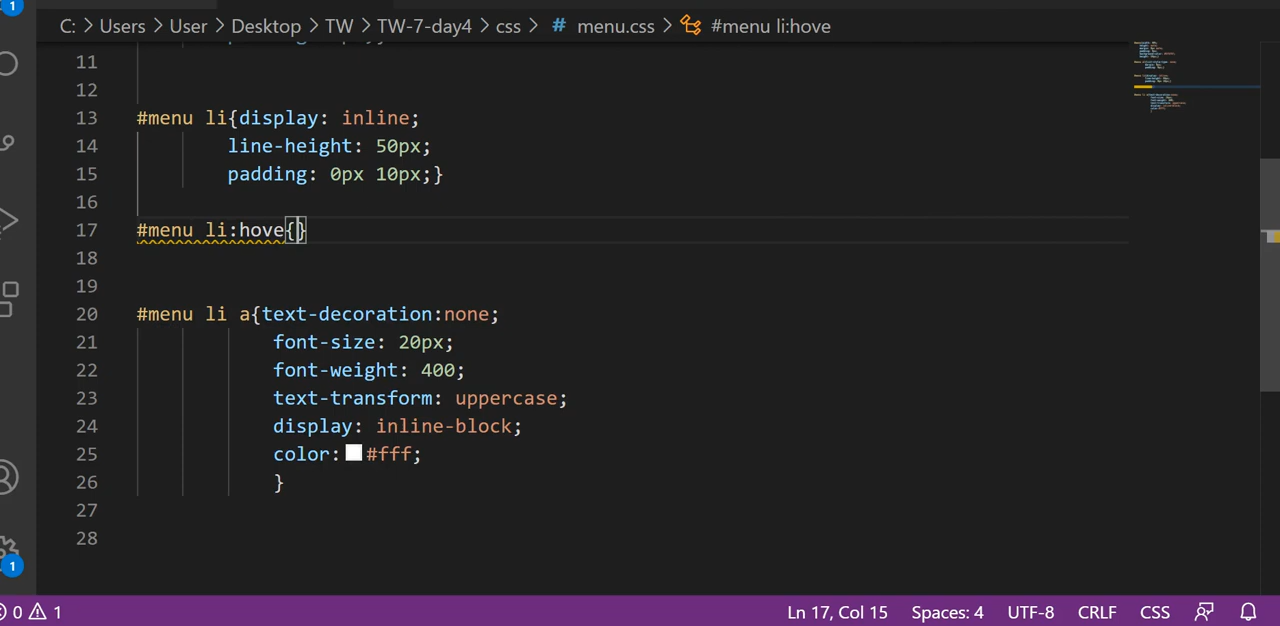 1
C: > Users > User > Desktop > TW > TW-7-day4 > css > # menu.css > #menu li:hove
11
12
13 #menu li{display: inline;
14 line-height: 50px;
15 padding: 0px 10px;}
16
17 #menu li:hove{}
18
19
20 #menu li a{text-decoration:none;
21 font-size: 20px;
22 font-weight: 400;
23 text-transform: uppercase;
24 display: inline-block;
25 color: #fff;
26 }
27
28
1
0 1 Ln 17, Col 15 Spaces: 4 UTF-8 CRLF CSS